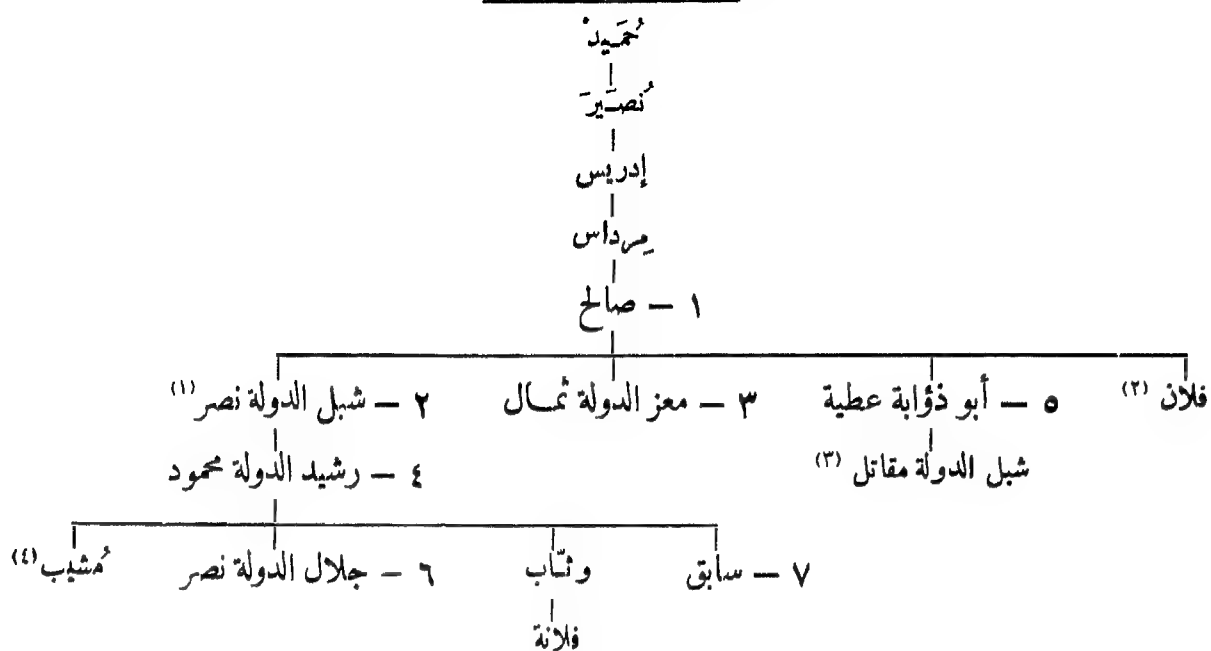 حُمَيدْ
نُصَيرَ
إدريس
مِرداس
١ — صالح
فلان (٢) ٥ — أبو ذؤابة عطية ٣ — معز الدولة ثمال ٢ — شبل الدولة نصر (١)
شبل الدولة مقاتل (٣) ٤ — رشيد الدولة محمود
٧ — سابق وثّاب ٦ — جلال الدولة نصر مُشيب (٤)
فلانة